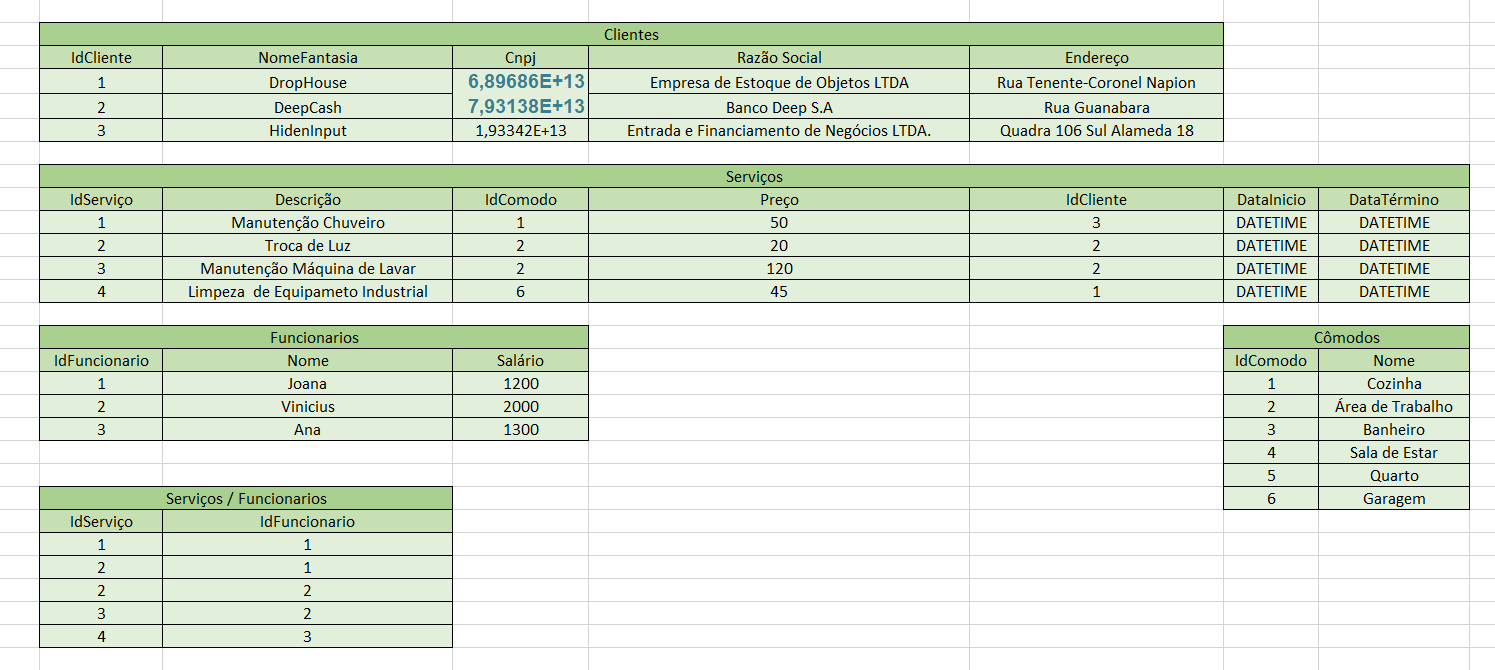 Clientes
IdCliente NomeFantasia Cnpj Razão Social Endereço
1 DropHouse 6,89686E+13 Empresa de Estoque de Objetos LTDA Rua Tenente-Coronel Napion
2 DeepCash 7,93138E+13 Banco Deep S.A Rua Guanabara
3 HidenInput 1,93342E+13 Entrada e Financiamento de Negócios LTDA. Quadra 106 Sul Alameda 18
Serviços
IdServiço Descrição IdComodo Preço IdCliente DataInicio DataTérmino
1 Manutenção Chuveiro 1 50 3 DATETIME DATETIME
2 Troca de Luz 2 20 2 DATETIME DATETIME
3 Manutenção Máquina de Lavar 2 120 2 DATETIME DATETIME
4 Limpeza  de Equipameto Industrial 6 45 1 DATETIME DATETIME
Funcionarios
IdFuncionario Nome Salário
1 Joana 1200
2 Vinicius 2000
3 Ana 1300
Cômodos
IdComodo Nome
1 Cozinha
2 Área de Trabalho
3 Banheiro
4 Sala de Estar
5 Quarto
6 Garagem
Serviços / Funcionarios
IdServiço IdFuncionario
1 1
2 1
2 2
3 2
4 3